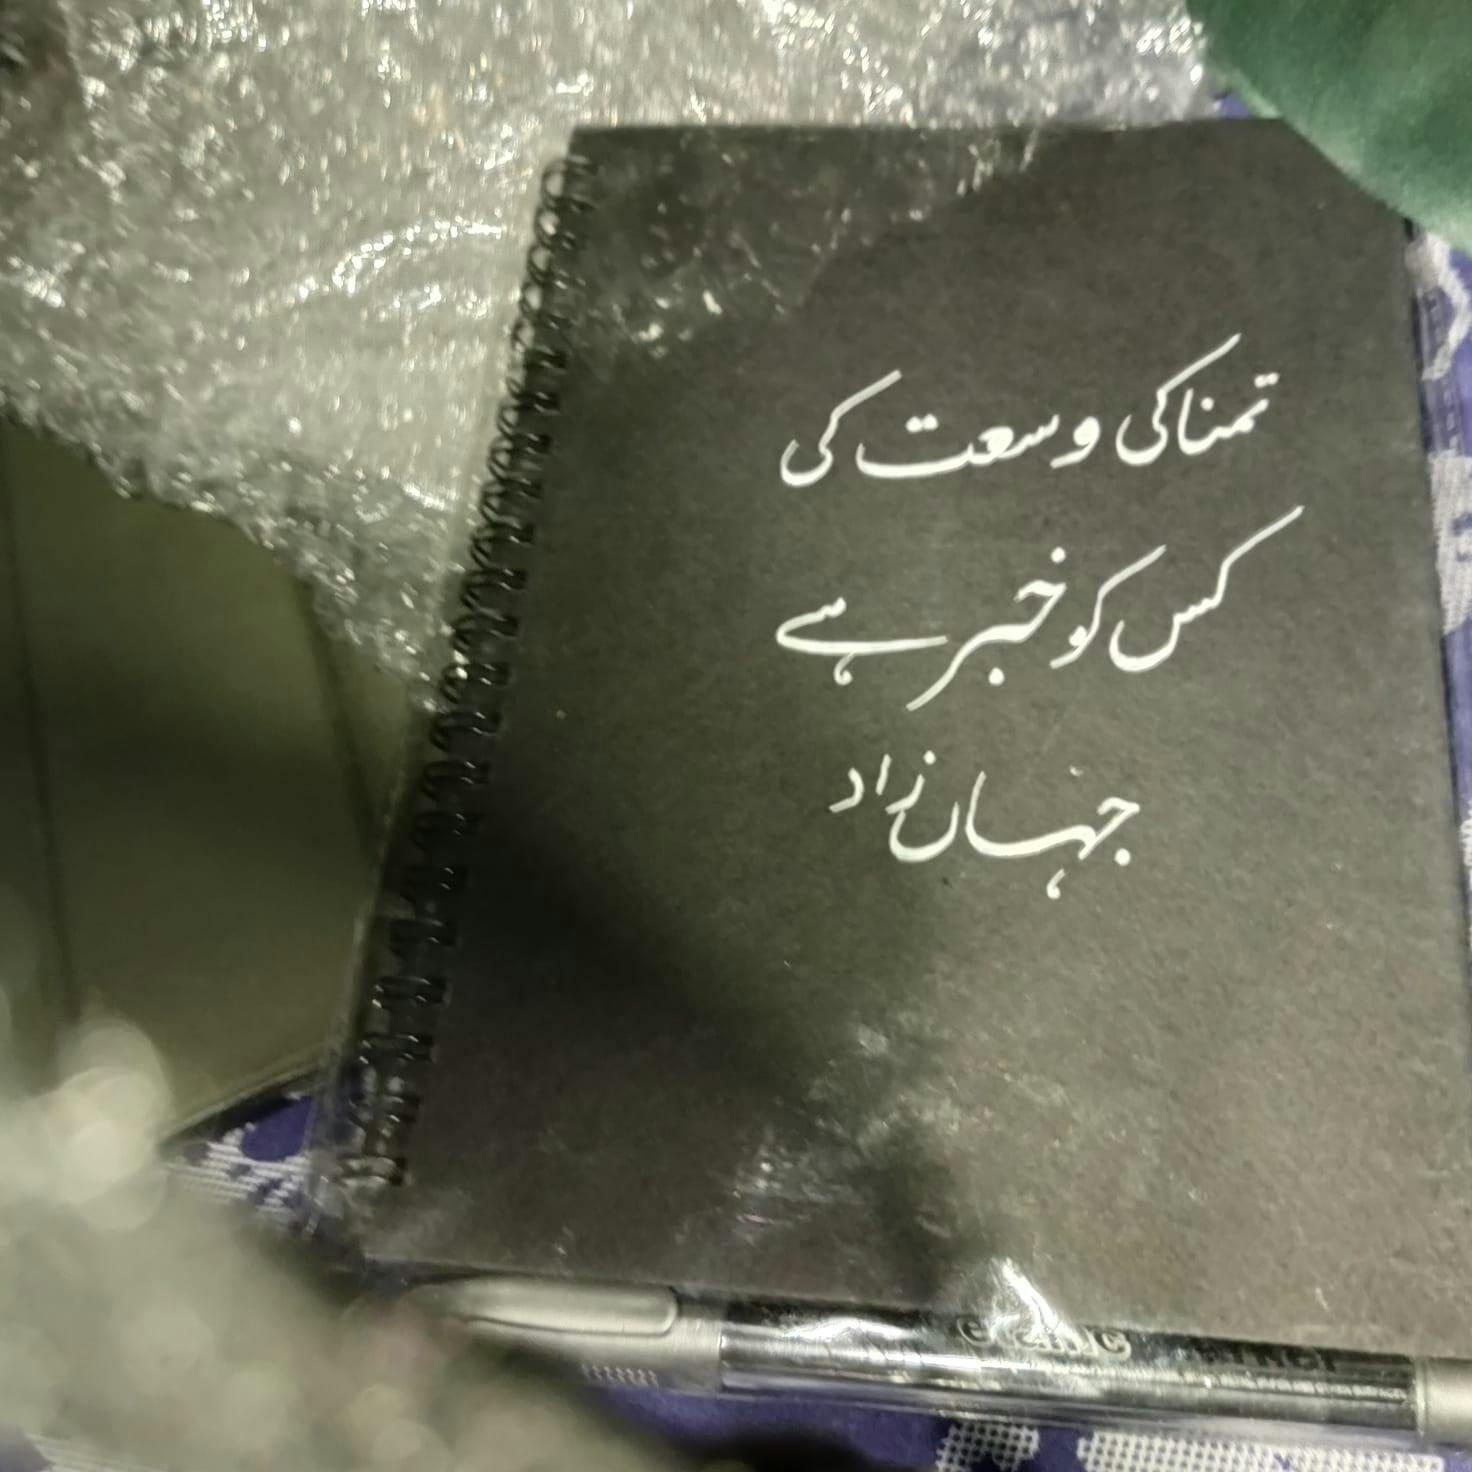 تمنا کی وسعت کی
کس کو خبر ہے
جہاں زاد